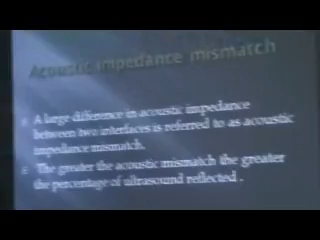 Acoustic impedance mismatch
A large difference in acoustic impedance
between two interfaces is referred to as acoustic
impedance mismatch.
The greater the acoustic mismatch the greater
the percentage of ultrasound reflected .